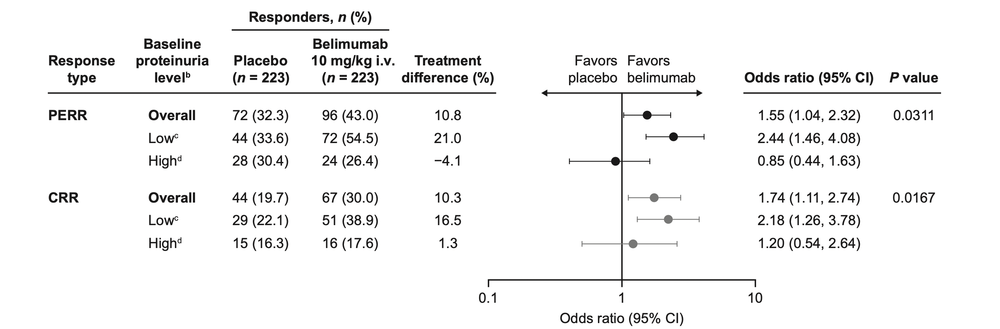 Responders, n (%)
Response type Baseline proteinuria levelᵇ Placebo (n = 223) Belimumab 10 mg/kg i.v. (n = 223) Treatment difference (%) Favors placebo Favors belimumab Odds ratio (95% CI) P value
PERR Overall 72 (32.3) 96 (43.0) 10.8 1.55 (1.04, 2.32) 0.0311
Lowᶜ 44 (33.6) 72 (54.5) 21.0 2.44 (1.46, 4.08)
Highᵈ 28 (30.4) 24 (26.4) −4.1 0.85 (0.44, 1.63)
CRR Overall 44 (19.7) 67 (30.0) 10.3 1.74 (1.11, 2.74) 0.0167
Lowᶜ 29 (22.1) 51 (38.9) 16.5 2.18 (1.26, 3.78)
Highᵈ 15 (16.3) 16 (17.6) 1.3 1.20 (0.54, 2.64)
0.1 1 10
Odds ratio (95% CI)